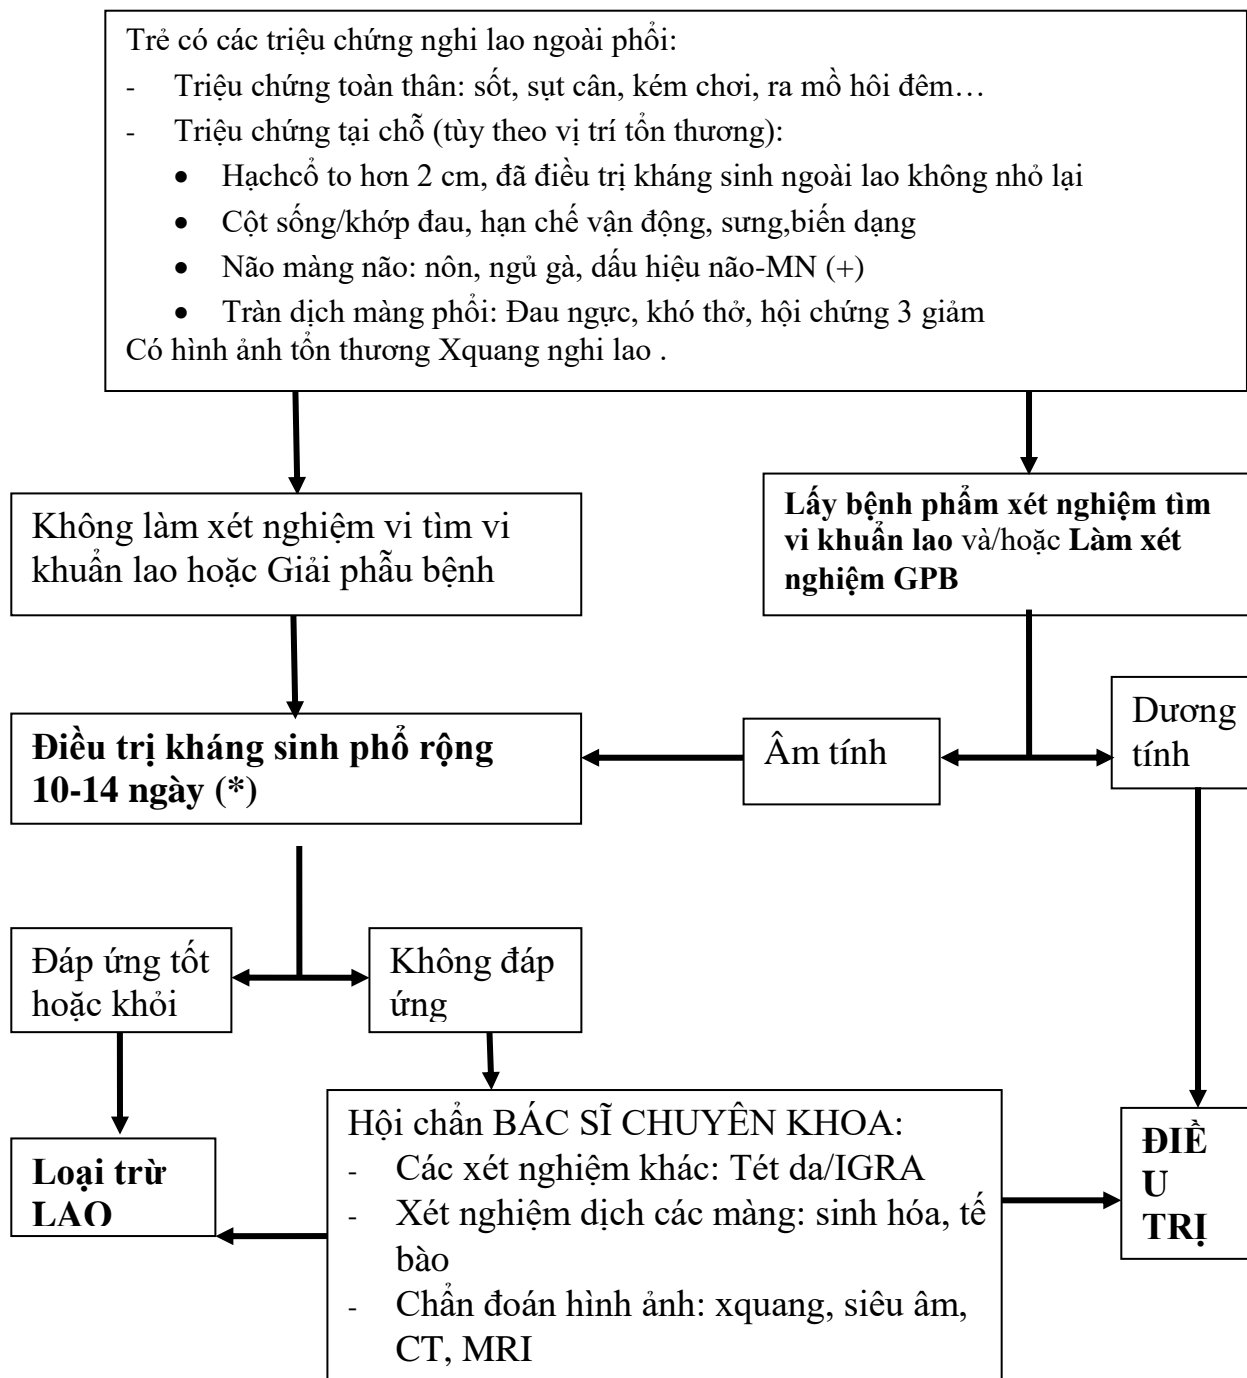 Trẻ có các triệu chứng nghi lao ngoài phổi:
- Triệu chứng toàn thân: sốt, sụt cân, kém chơi, ra mồ hôi đêm…
- Triệu chứng tại chỗ (tùy theo vị trí tổn thương):
• Hạchcổ to hơn 2 cm, đã điều trị kháng sinh ngoài lao không nhỏ lại
• Cột sống/khớp đau, hạn chế vận động, sưng,biến dạng
• Não màng não: nôn, ngủ gà, dấu hiệu não-MN (+)
• Tràn dịch màng phổi: Đau ngực, khó thở, hội chứng 3 giảm
Có hình ảnh tổn thương Xquang nghi lao .
Không làm xét nghiệm vi tìm vi
khuẩn lao hoặc Giải phẫu bệnh
Lấy bệnh phẩm xét nghiệm tìm
vi khuẩn lao và/hoặc Làm xét
nghiệm GPB
Điều trị kháng sinh phổ rộng
10-14 ngày (*)
Âm tính
Dương
tính
Đáp ứng tốt
hoặc khỏi
Không đáp
ứng
Loại trừ
LAO
Hội chẩn BÁC SĨ CHUYÊN KHOA:
- Các xét nghiệm khác: Tét da/IGRA
- Xét nghiệm dịch các màng: sinh hóa, tế
bào
- Chẩn đoán hình ảnh: xquang, siêu âm,
CT, MRI
ĐIỀ
U
TRỊ